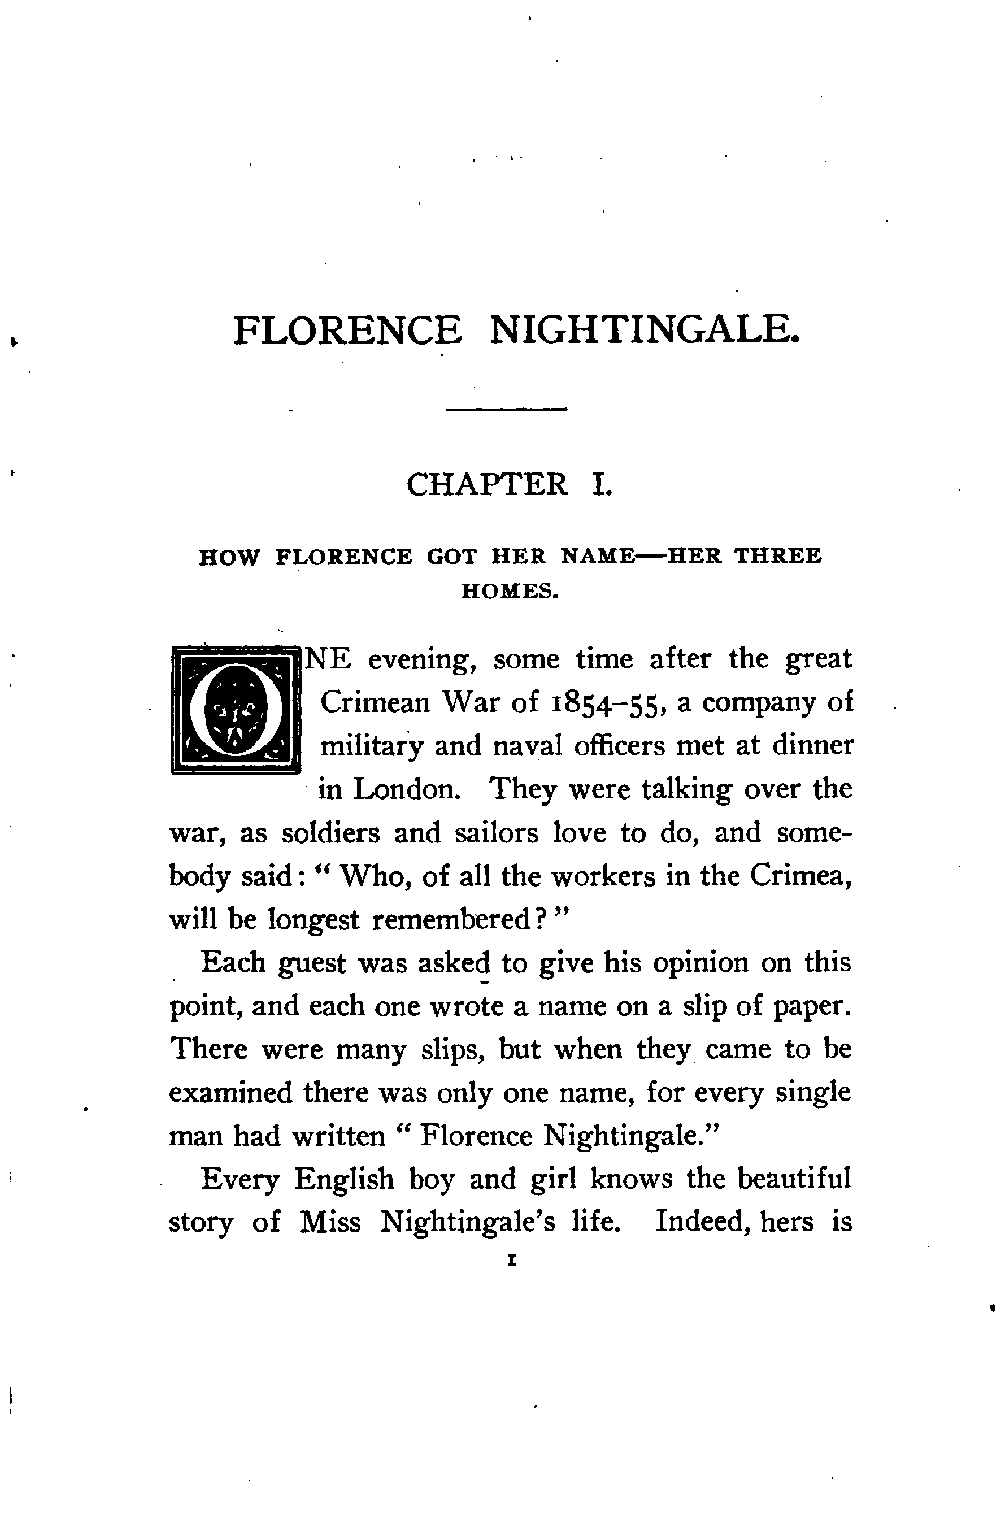 FLORENCE NIGHTINGALE.
CHAPTER I.
HOW FLORENCE GOT HER NAME—HER THREE
HOMES.
ONE evening, some time after the great
Crimean War of 1854–55, a company of
military and naval officers met at dinner
in London. They were talking over the
war, as soldiers and sailors love to do, and some-
body said: “ Who, of all the workers in the Crimea,
will be longest remembered? ”
Each guest was asked to give his opinion on this
point, and each one wrote a name on a slip of paper.
There were many slips, but when they came to be
examined there was only one name, for every single
man had written “ Florence Nightingale.”
Every English boy and girl knows the beautiful
story of Miss Nightingale's life. Indeed, hers is
1